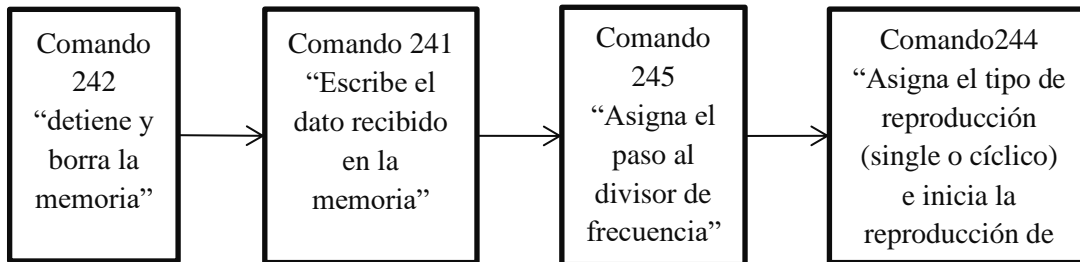 Comando
242
“detiene y
borra la
memoria”
Comando 241
“Escribe el
dato recibido
en la
memoria”
Comando
245
“Asigna el
paso al
divisor de
frecuencia”
Comando244
“Asigna el tipo de
reproducción
(single o cíclico)
e inicia la
reproducción de